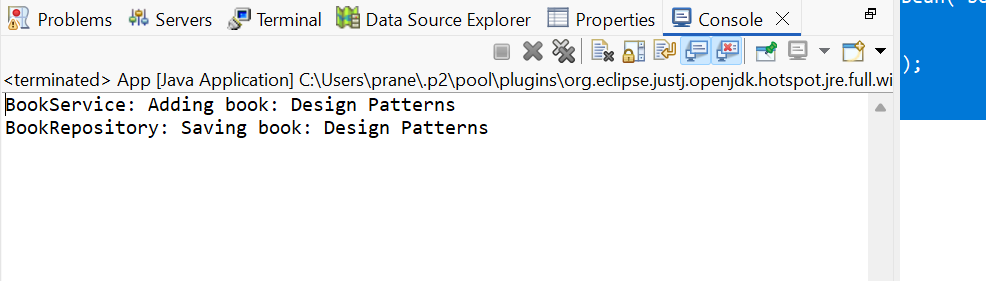 Problems Servers Terminal Data Source Explorer Properties Console
<terminated> App [Java Application] C:\Users\prane\.p2\pool\plugins\org.eclipse.justj.openjdk.hotspot.jre.full.wi
BookService: Adding book: Design Patterns
BookRepository: Saving book: Design Patterns
);